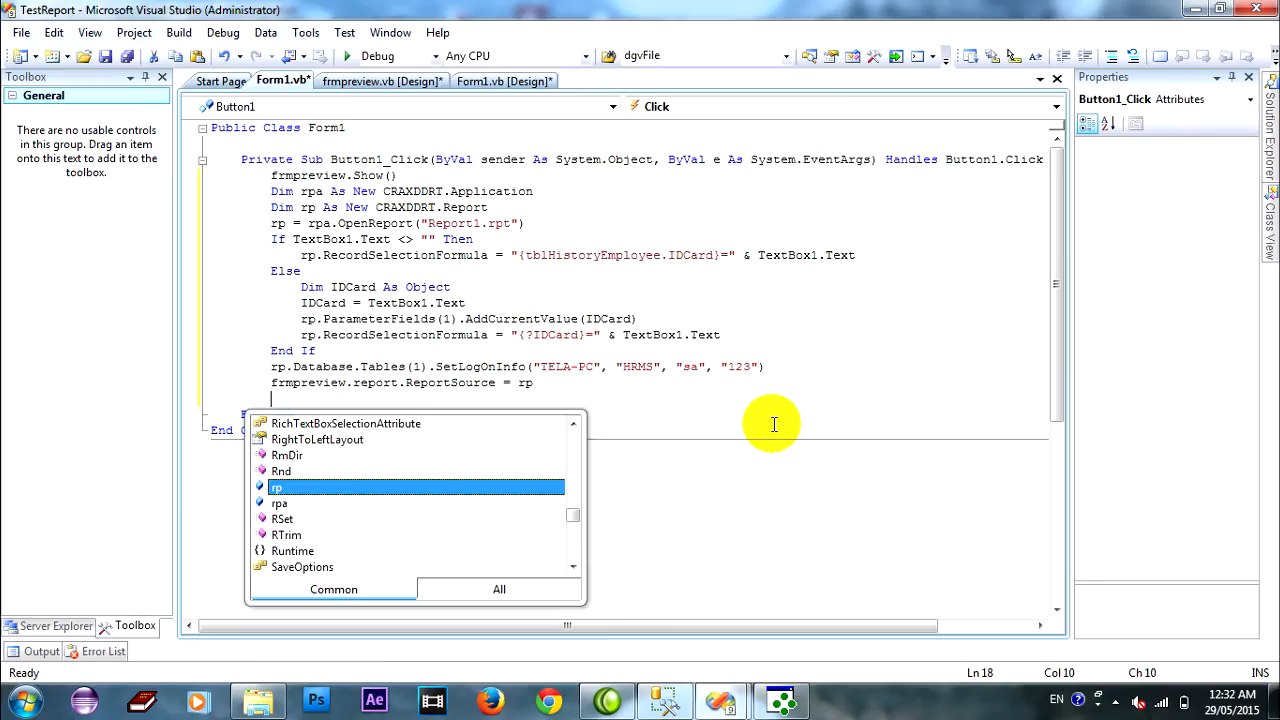 TestReport - Microsoft Visual Studio (Administrator)
File Edit View Project Build Debug Data Tools Test Window Help
Debug Any CPU dgvFile
Toolbox
General
There are no usable controls
in this group. Drag an item
onto this text to add it to the
toolbox.
Start Page Form1.vb* frmpreview.vb [Design]* Form1.vb [Design]*
Button1 Click
Public Class Form1
Private Sub Button1_Click(ByVal sender As System.Object, ByVal e As System.EventArgs) Handles Button1.Click
frmpreview.Show()
Dim rpa As New CRAXDDRT.Application
Dim rp As New CRAXDDRT.Report
rp = rpa.OpenReport("Report1.rpt")
If TextBox1.Text <> "" Then
rp.RecordSelectionFormula = "{tblHistoryEmployee.IDCard}=" & TextBox1.Text
Else
Dim IDCard As Object
IDCard = TextBox1.Text
rp.ParameterFields(1).AddCurrentValue(IDCard)
rp.RecordSelectionFormula = "{?IDCard}=" & TextBox1.Text
End If
rp.Database.Tables(1).SetLogOnInfo("TELA-PC", "HRMS", "sa", "123")
frmpreview.report.ReportSource = rp
End
RichTextBoxSelectionAttribute
RightToLeftLayout
RmDir
Rnd
rp
rpa
RSet
RTrim
Runtime
SaveOptions
Common All
Properties
Button1_Click Attributes
Solution Explorer
Class View
Server Explorer Toolbox
Output Error List
Ready Ln 18 Col 10 Ch 10 INS
Ps Ae 9 EN 12:32 AM
29/05/2015